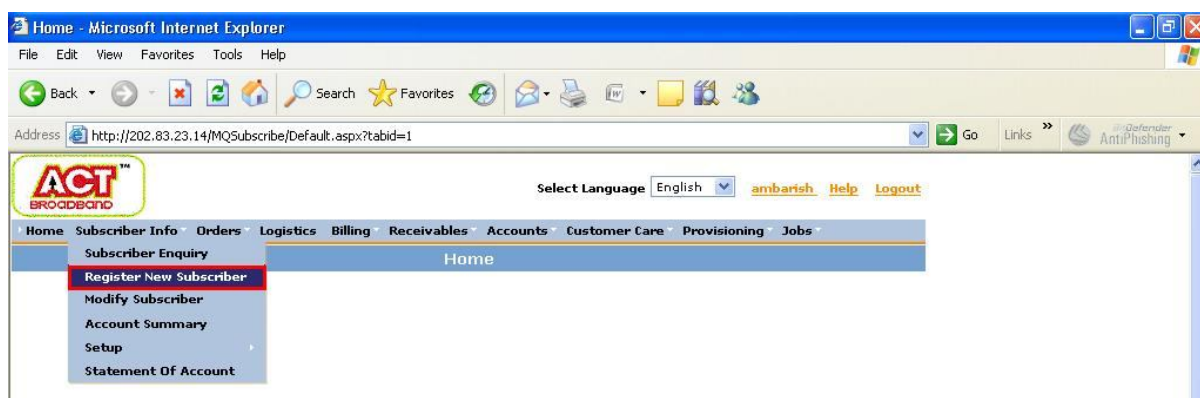 Home - Microsoft Internet Explorer
File Edit View Favorites Tools Help
Back Search Favorites
Address http://202.83.23.14/MQSubscribe/Default.aspx?tabid=1 Go Links » BitDefender AntiPhishing
ACT™
BROADBAND
Select Language English ambarish Help Logout
Home Subscriber Info Orders Logistics Billing Receivables Accounts Customer Care Provisioning Jobs
Home
Subscriber Enquiry
Register New Subscriber
Modify Subscriber
Account Summary
Setup
Statement Of Account